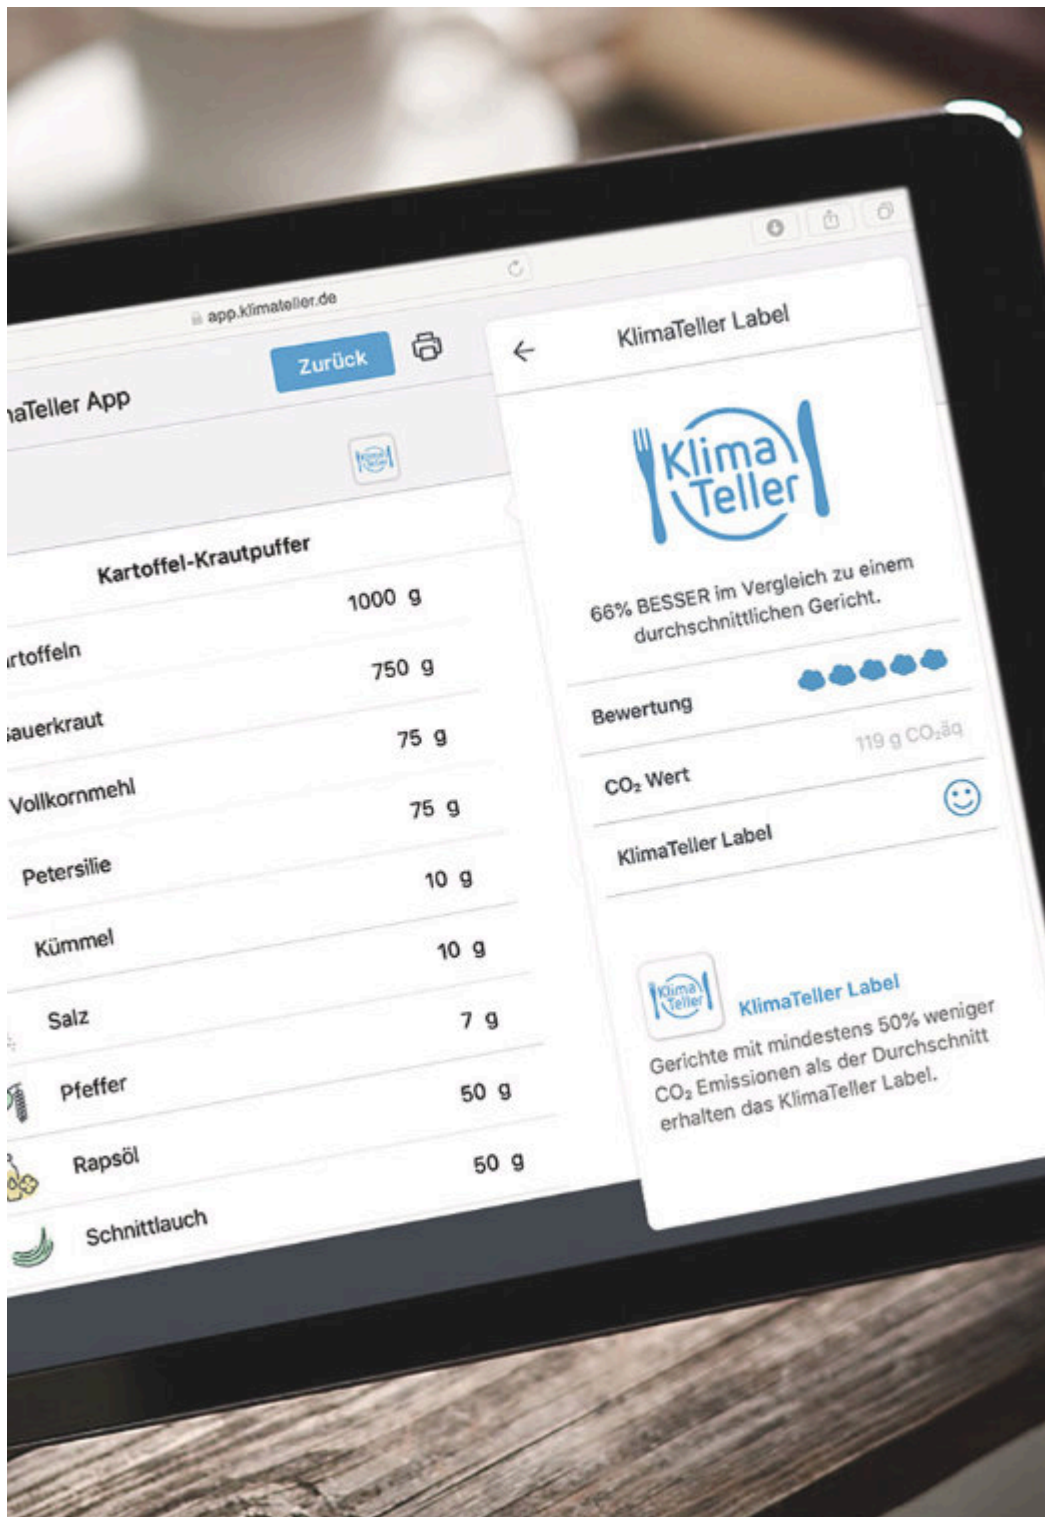 app.klimateller.de
aTeller App
Zurück
Kartoffel-Krautpuffer
rtoffeln 1000 g
auerkraut 750 g
Vollkornmehl 75 g
Petersilie 75 g
Kümmel 10 g
Salz 10 g
Pfeffer 7 g
Rapsöl 50 g
Schnittlauch 50 g
KlimaTeller Label
Klima
Teller
66% BESSER im Vergleich zu einem
durchschnittlichen Gericht.
Bewertung
CO₂ Wert 119 g CO₂äq
KlimaTeller Label
Klima
Teller
KlimaTeller Label
Gerichte mit mindestens 50% weniger
CO₂ Emissionen als der Durchschnitt
erhalten das KlimaTeller Label.